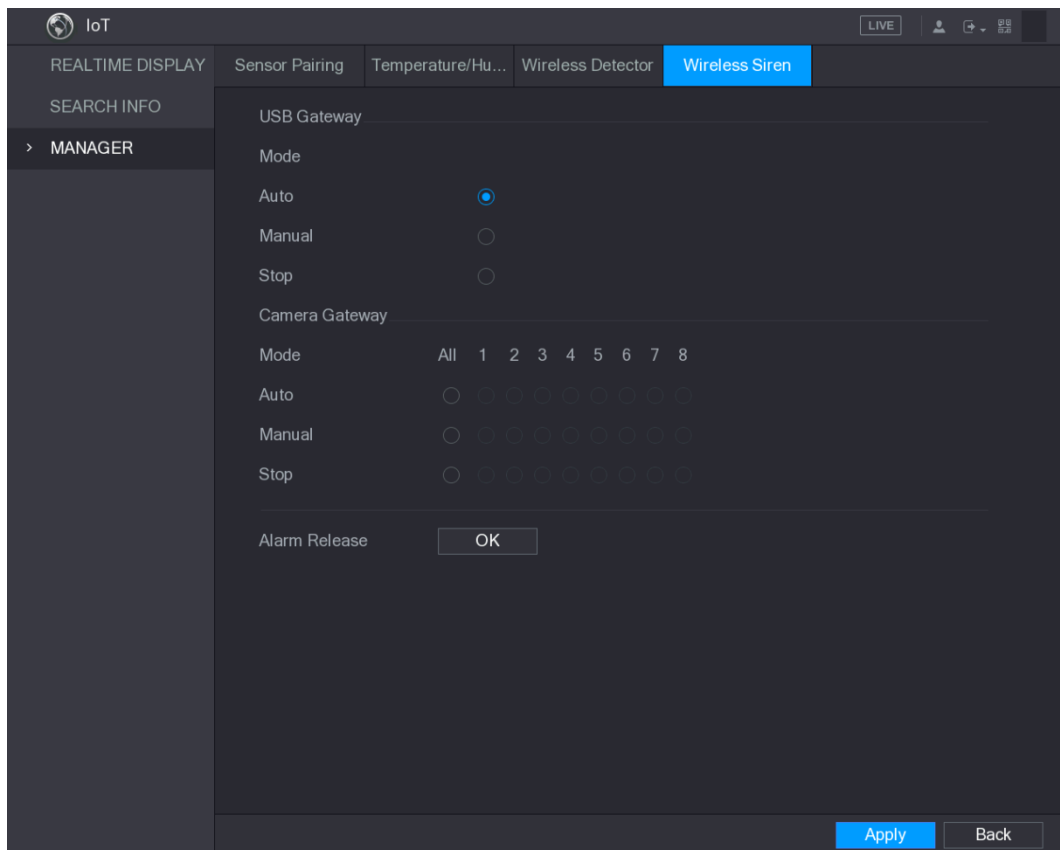 IoT
LIVE
REALTIME DISPLAY
SEARCH INFO
> MANAGER
Sensor Pairing Temperature/Hu... Wireless Detector Wireless Siren
USB Gateway
Mode
Auto
Manual
Stop
Camera Gateway
Mode All 1 2 3 4 5 6 7 8
Auto
Manual
Stop
Alarm Release OK
Apply Back